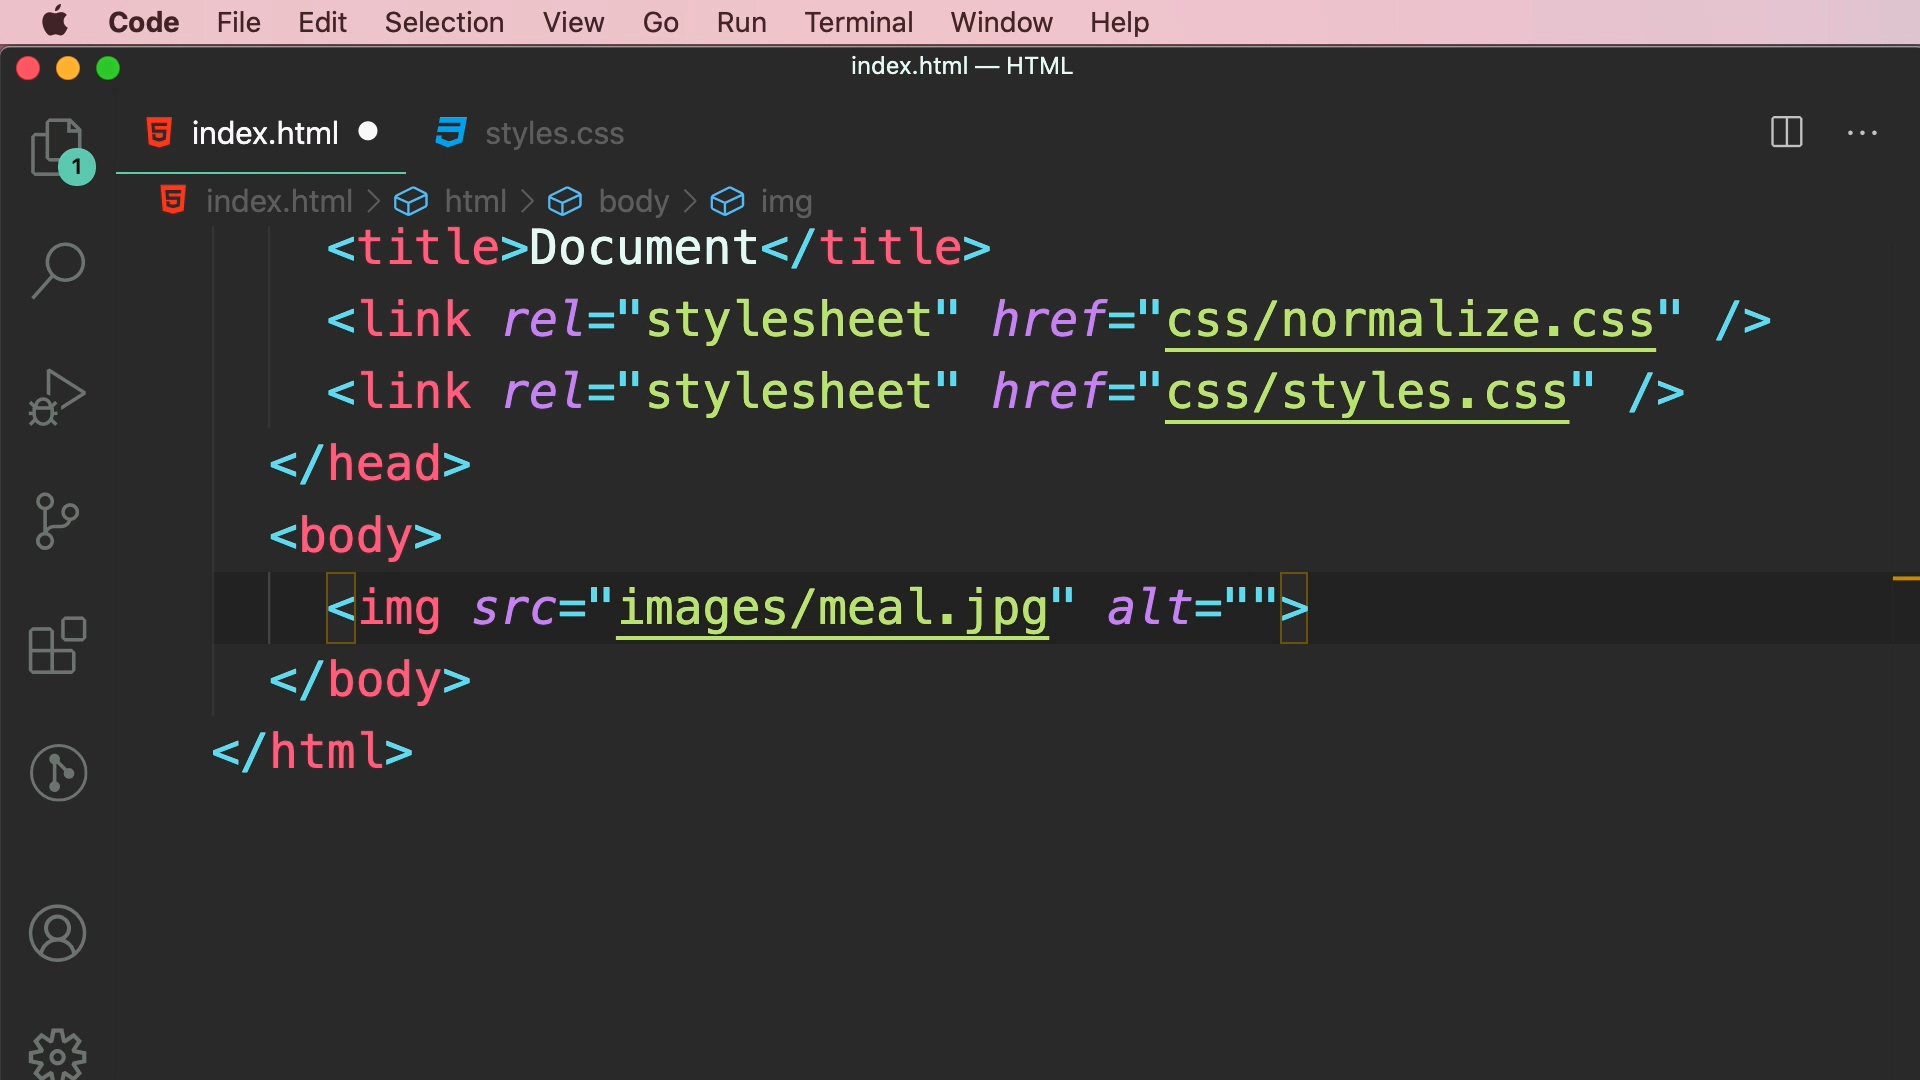 Code File Edit Selection View Go Run Terminal Window Help
index.html — HTML
index.html styles.css
1
index.html > html > body > img
<title>Document</title>
<link rel="stylesheet" href="css/normalize.css" />
<link rel="stylesheet" href="css/styles.css" />
</head>
<body>
<img src="images/meal.jpg" alt="">
</body>
</html>